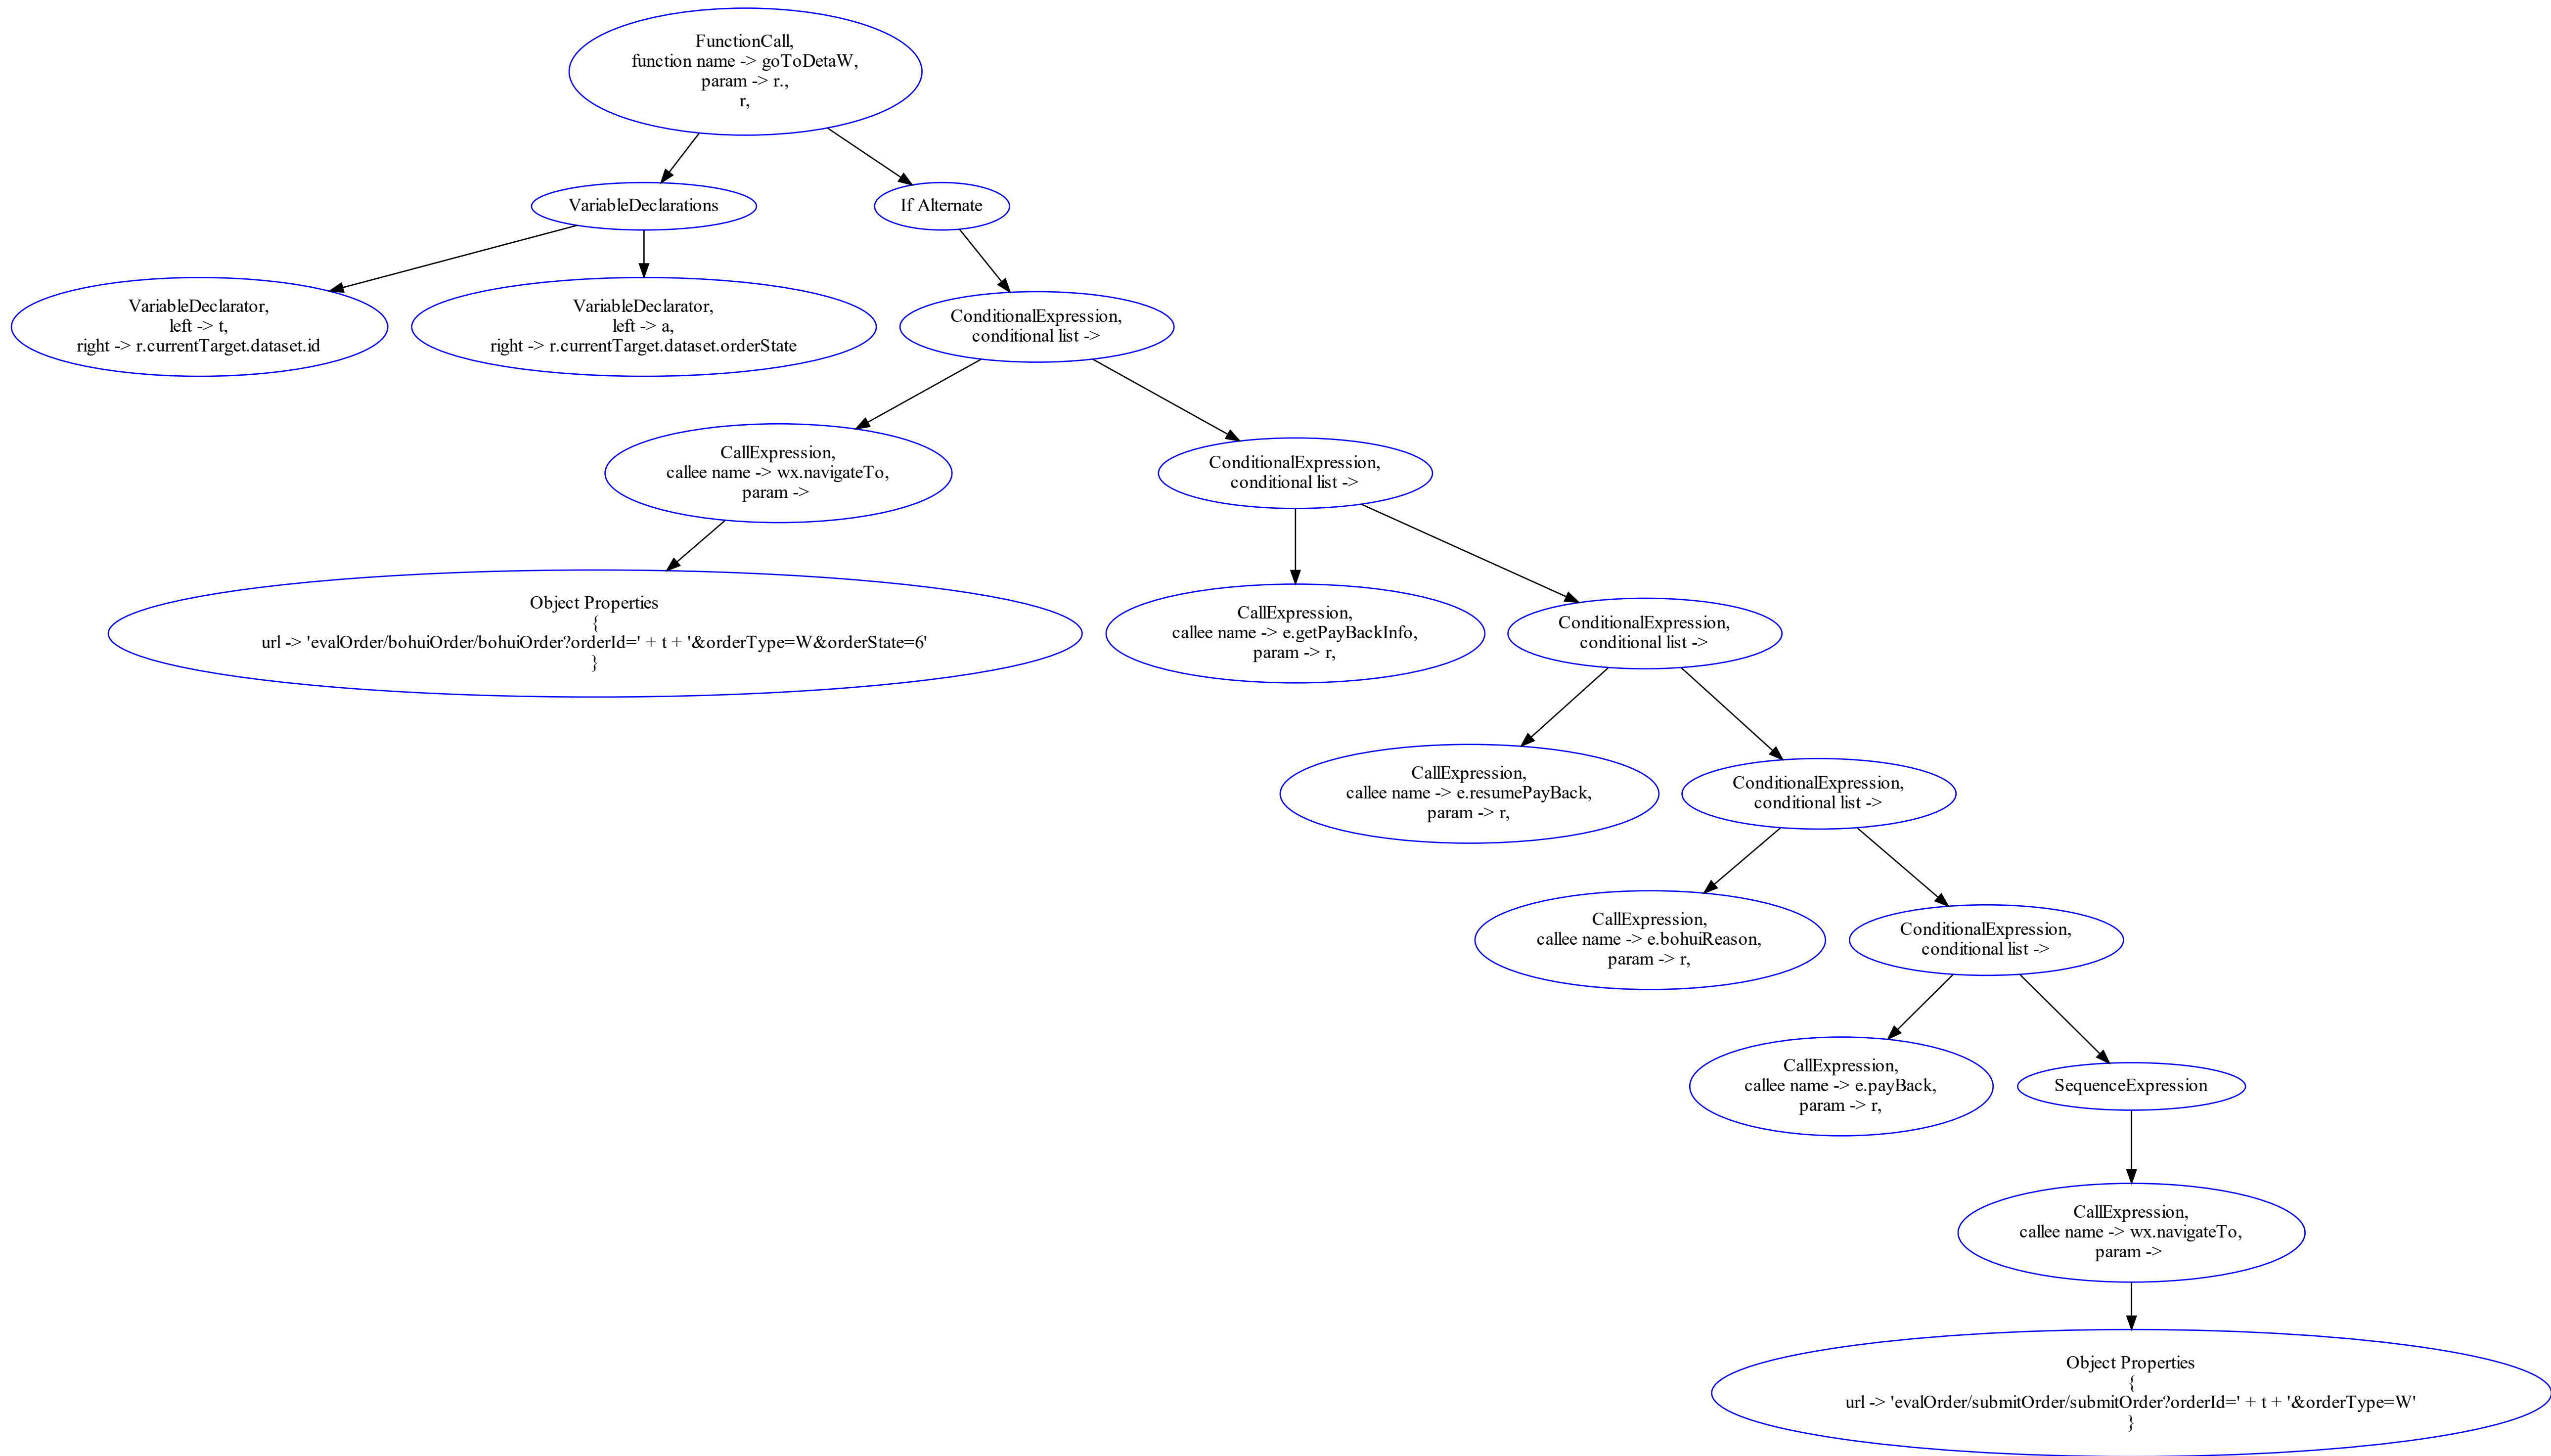 FunctionCall,
function name -> goToDetaW,
param -> r.,
r,
VariableDeclarations
If Alternate
VariableDeclarator,
left -> t,
right -> r.currentTarget.dataset.id
VariableDeclarator,
left -> a,
right -> r.currentTarget.dataset.orderState
ConditionalExpression,
conditional list ->
CallExpression,
callee name -> wx.navigateTo,
param ->
ConditionalExpression,
conditional list ->
Object Properties
{
url -> 'evalOrder/bohuiOrder/bohuiOrder?orderId=' + t + '&orderType=W&orderState=6'
}
CallExpression,
callee name -> e.getPayBackInfo,
param -> r,
ConditionalExpression,
conditional list ->
CallExpression,
callee name -> e.resumePayBack,
param -> r,
ConditionalExpression,
conditional list ->
CallExpression,
callee name -> e.bohuiReason,
param -> r,
ConditionalExpression,
conditional list ->
CallExpression,
callee name -> e.payBack,
param -> r,
SequenceExpression
CallExpression,
callee name -> wx.navigateTo,
param ->
Object Properties
{
url -> 'evalOrder/submitOrder/submitOrder?orderId=' + t + '&orderType=W'
}